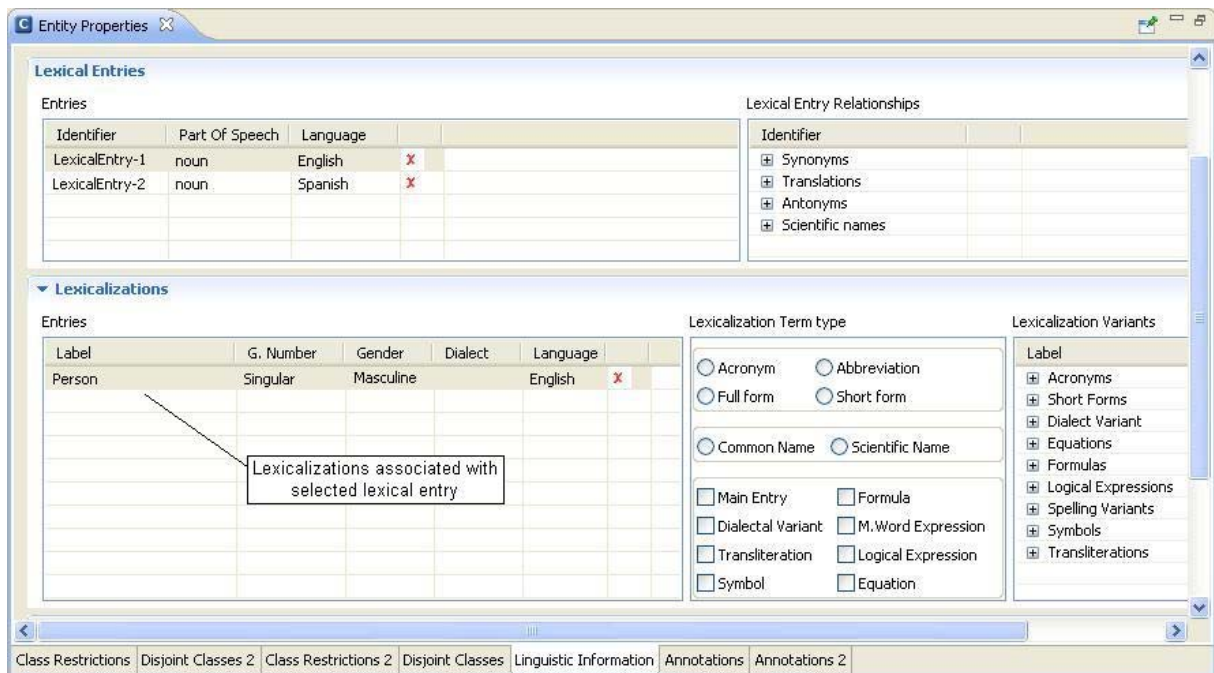 Entity Properties
Lexical Entries
Entries
Identifier Part Of Speech Language
LexicalEntry-1 noun English x
LexicalEntry-2 noun Spanish x
Lexical Entry Relationships
Identifier
Synonyms
Translations
Antonyms
Scientific names
Lexicalizations
Entries
Label G. Number Gender Dialect Language
Person Singular Masculine English x
Lexicalizations associated with
selected lexical entry
Lexicalization Term type
Acronym Abbreviation
Full form Short form
Common Name Scientific Name
Main Entry Formula
Dialectal Variant M.Word Expression
Transliteration Logical Expression
Symbol Equation
Lexicalization Variants
Label
Acronyms
Short Forms
Dialect Variant
Equations
Formulas
Logical Expressions
Spelling Variants
Symbols
Transliterations
Class Restrictions Disjoint Classes 2 Class Restrictions 2 Disjoint Classes Linguistic Information Annotations Annotations 2